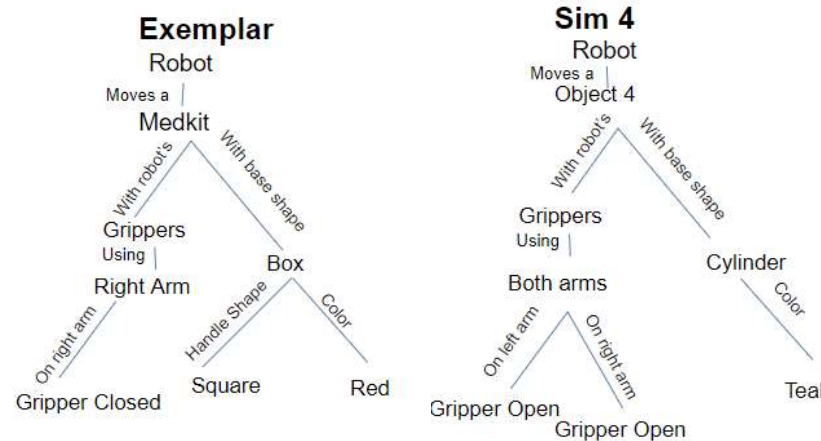 Exemplar
Robot
Moves a
Medkit
With robot's
With base shape
Grippers
Using
Right Arm
Box
On right arm
Handle Shape
Color
Gripper Closed
Square
Red
Sim 4
Robot
Moves a
Object 4
With robot's
With base shape
Grippers
Using
Both arms
Cylinder
On left arm
On right arm
Color
Gripper Open
Gripper Open
Teal